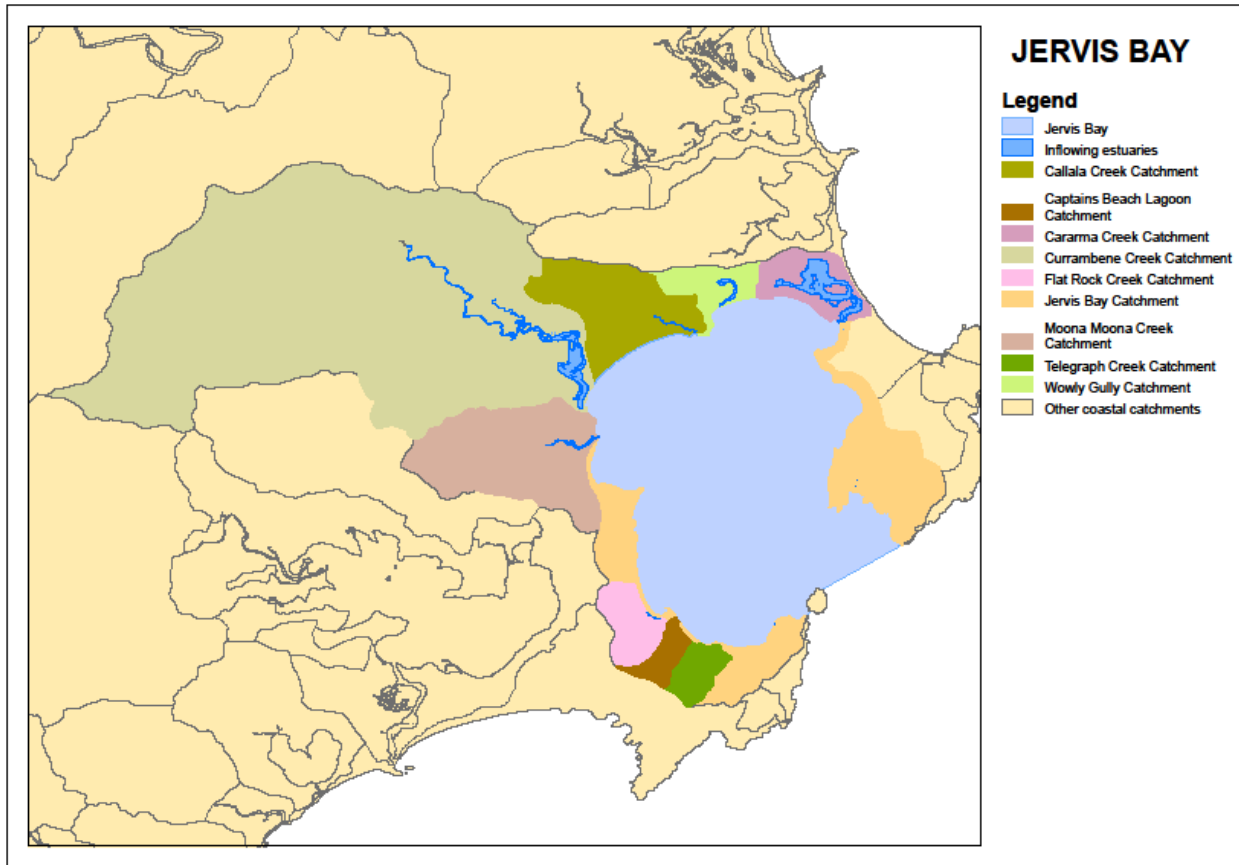 JERVIS BAY
Legend
Jervis Bay
Inflowing estuaries
Callala Creek Catchment
Captains Beach Lagoon
Catchment
Cararma Creek Catchment
Currambene Creek Catchment
Flat Rock Creek Catchment
Jervis Bay Catchment
Moona Moona Creek
Catchment
Telegraph Creek Catchment
Wowly Gully Catchment
Other coastal catchments